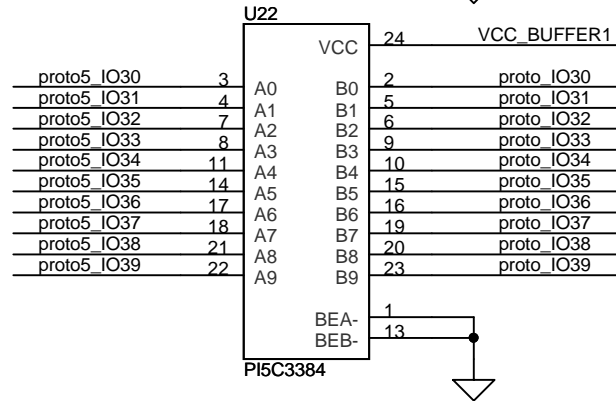 U22
VCC 24 VCC_BUFFER1
proto5_IO30 3 A0 B0 2 proto_IO30
proto5_IO31 4 A1 B1 5 proto_IO31
proto5_IO32 7 A2 B2 6 proto_IO32
proto5_IO33 8 A3 B3 9 proto_IO33
proto5_IO34 11 A4 B4 10 proto_IO34
proto5_IO35 14 A5 B5 15 proto_IO35
proto5_IO36 17 A6 B6 16 proto_IO36
proto5_IO37 18 A7 B7 19 proto_IO37
proto5_IO38 21 A8 B8 20 proto_IO38
proto5_IO39 22 A9 B9 23 proto_IO39
BEA- 1
BEB- 13
PI5C3384